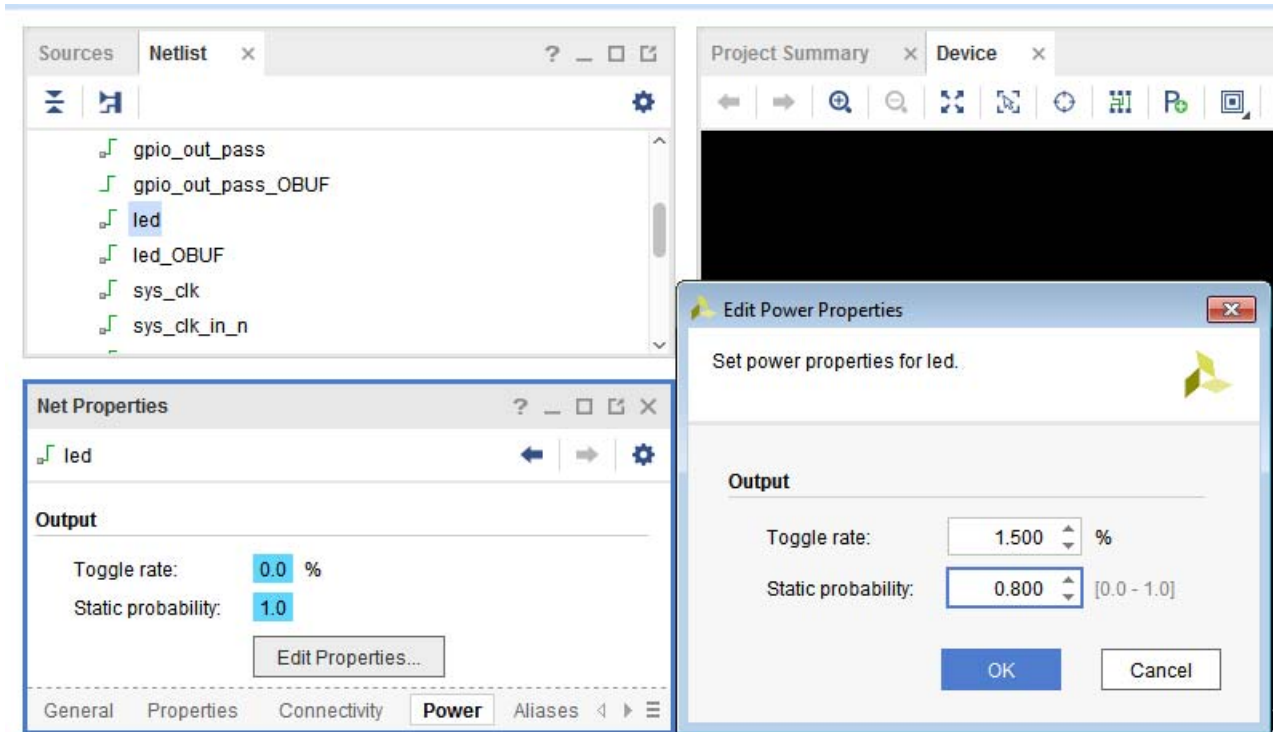 Sources Netlist
gpio_out_pass
gpio_out_pass_OBUF
led
led_OBUF
sys_clk
sys_clk_in_n
Net Properties
led
Output
Toggle rate: 0.0 %
Static probability: 1.0
Edit Properties...
General Properties Connectivity Power Aliases
Project Summary Device
Edit Power Properties
Set power properties for led.
Output
Toggle rate: 1.500 %
Static probability: 0.800 [0.0 - 1.0]
OK Cancel